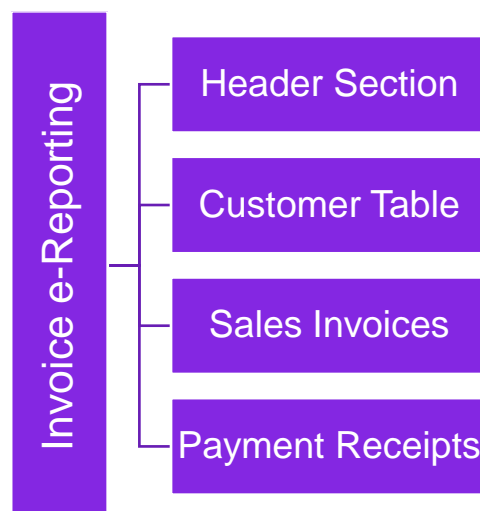 Invoice e-Reporting
Header Section
Customer Table
Sales Invoices
Payment Receipts